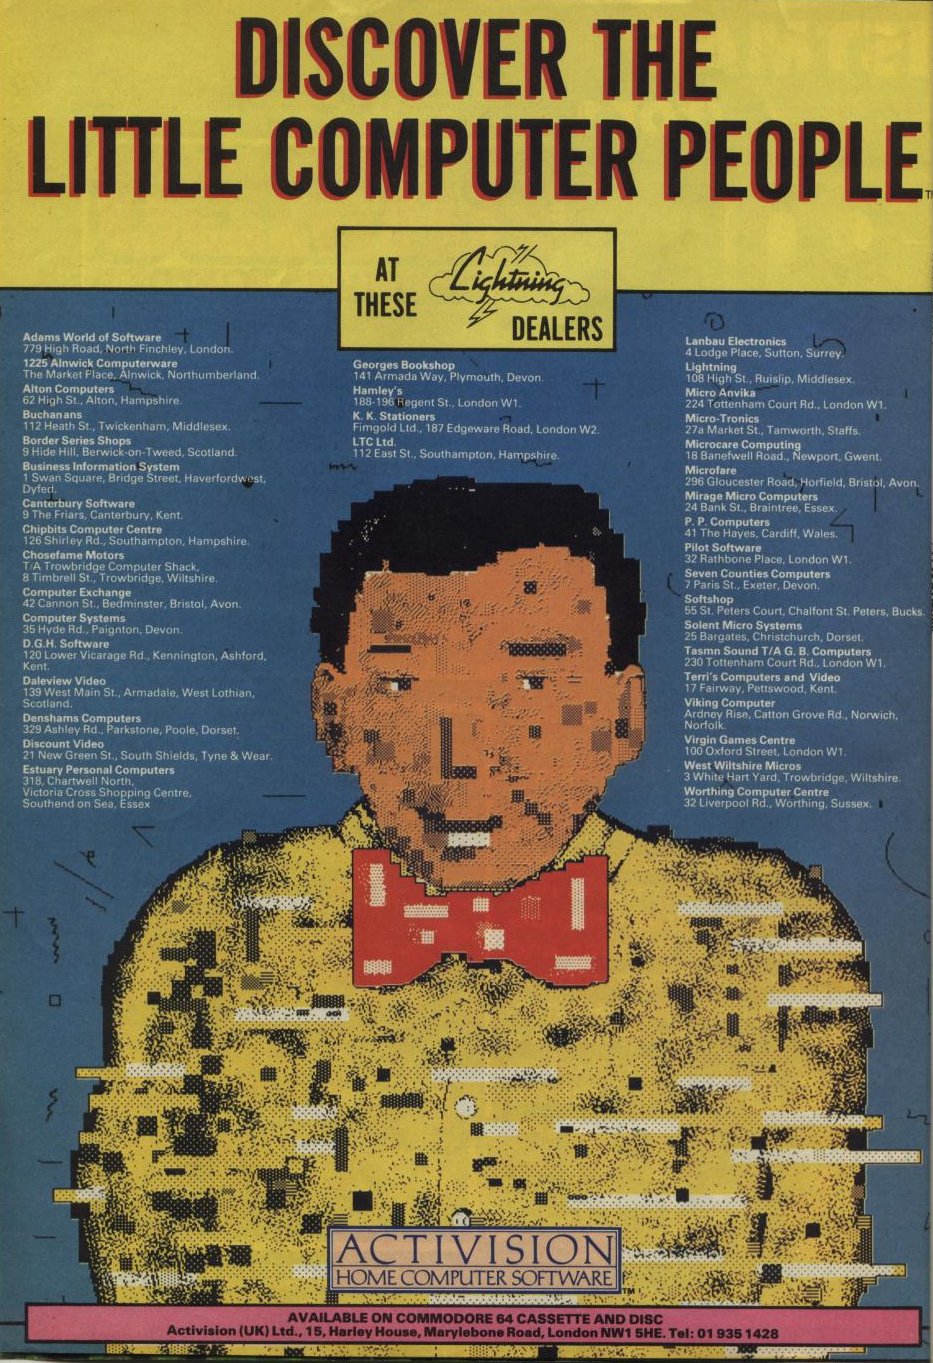 DISCOVER THE
LITTLE COMPUTER PEOPLE™
AT
THESE
Lightning
DEALERS
Adams World of Software
779 High Road, North Finchley, London.
1225 Alnwick Computerware
The Market Place, Alnwick, Northumberland.
Alton Computers
62 High St., Alton, Hampshire.
Buchanans
112 Heath St., Twickenham, Middlesex.
Border Series Shops
9 Hide Hill, Berwick-on-Tweed, Scotland.
Business Information System
1 Swan Square, Bridge Street, Haverfordwest,
Dyfed.
Canterbury Software
9 The Friars, Canterbury, Kent.
Chipbits Computer Centre
126 Shirley Rd., Southampton, Hampshire.
Chosefame Motors
T/A Trowbridge Computer Shack,
8 Timbrell St., Trowbridge, Wiltshire.
Computer Exchange
42 Cannon St., Bedminster, Bristol, Avon.
Computer Systems
35 Hyde Rd., Paignton, Devon.
D.G.H. Software
120 Lower Vicarage Rd., Kennington, Ashford,
Kent.
Daleview Video
139 West Main St., Armadale, West Lothian,
Scotland.
Denshams Computers
329 Ashley Rd., Parkstone, Poole, Dorset.
Discount Video
21 New Green St., South Shields, Tyne & Wear.
Estuary Personal Computers
318, Chartwell North,
Victoria Cross Shopping Centre,
Southend on Sea, Essex
Georges Bookshop
141 Armada Way, Plymouth, Devon.
Hamley's
188-196 Regent St., London W1.
K. K. Stationers
Fimgold Ltd., 187 Edgeware Road, London W2.
LTC Ltd.
112 East St., Southampton, Hampshire.
Lanbau Electronics
4 Lodge Place, Sutton, Surrey.
Lightning
108 High St., Ruislip, Middlesex.
Micro Anvika
224 Tottenham Court Rd., London W1.
Micro-Tronics
27a Market St., Tamworth, Staffs.
Microcare Computing
18 Banefwell Road., Newport, Gwent.
Microfare
296 Gloucester Road, Horfield, Bristol, Avon.
Mirage Micro Computers
24 Bank St., Braintree, Essex.
P. P. Computers
41 The Hayes, Cardiff, Wales.
Pilot Software
32 Rathbone Place, London W1.
Seven Counties Computers
7 Paris St., Exeter, Devon.
Softshop
55 St. Peters Court, Chalfont St. Peters, Bucks.
Solent Micro Systems
25 Bargates, Christchurch, Dorset.
Tasmn Sound T/A G. B. Computers
230 Tottenham Court Rd., London W1.
Terri's Computers and Video
17 Fairway, Pettswood, Kent.
Viking Computer
Ardney Rise, Catton Grove Rd., Norwich,
Norfolk.
Virgin Games Centre
100 Oxford Street, London W1.
West Wiltshire Micros
3 White Hart Yard, Trowbridge, Wiltshire.
Worthing Computer Centre
32 Liverpool Rd., Worthing, Sussex.
ACTIVISION
HOME COMPUTER SOFTWARE™
AVAILABLE ON COMMODORE 64 CASSETTE AND DISC
Activision (UK) Ltd., 15, Harley House, Marylebone Road, London NW1 5HE. Tel: 01 935 1428